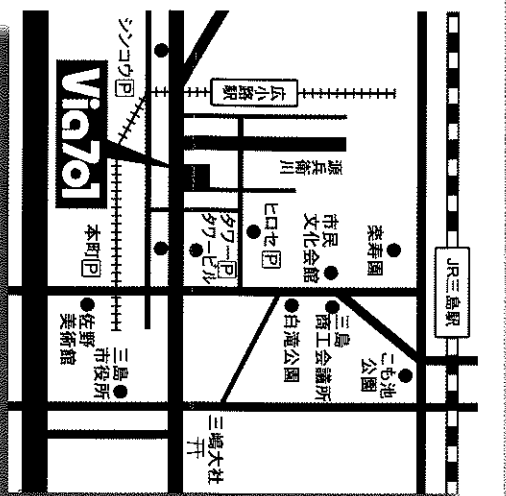 JR三島駅
楽寿園
こも池
公園
広小路駅
源兵衛川
市民
文化会館
三島
商工会議所
白滝公園
ヒロセP
タワーP
タワービル
シンコウP
Via701
本町P
佐野
美術館
三島
市役所
三嶋大社